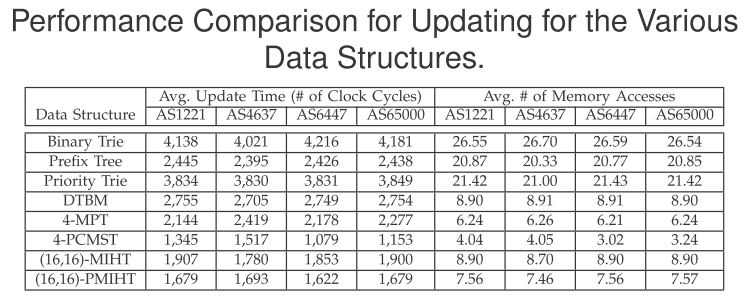 Performance Comparison for Updating for the Various
Data Structures.
Avg. Update Time (# of Clock Cycles) Avg. # of Memory Accesses
Data Structure AS1221 AS4637 AS6447 AS65000 AS1221 AS4637 AS6447 AS65000
Binary Trie 4,138 4,021 4,216 4,181 26.55 26.70 26.59 26.54
Prefix Tree 2,445 2,395 2,426 2,438 20.87 20.33 20.77 20.85
Priority Trie 3,834 3,830 3,831 3,849 21.42 21.00 21.43 21.42
DTBM 2,755 2,705 2,749 2,754 8.90 8.91 8.91 8.90
4-MPT 2,144 2,419 2,178 2,277 6.24 6.26 6.21 6.24
4-PCMST 1,345 1,517 1,079 1,153 4.04 4.05 3.02 3.24
(16,16)-MIHT 1,907 1,780 1,853 1,900 8.90 8.70 8.90 8.90
(16,16)-PMIHT 1,679 1,693 1,622 1,679 7.56 7.46 7.56 7.57